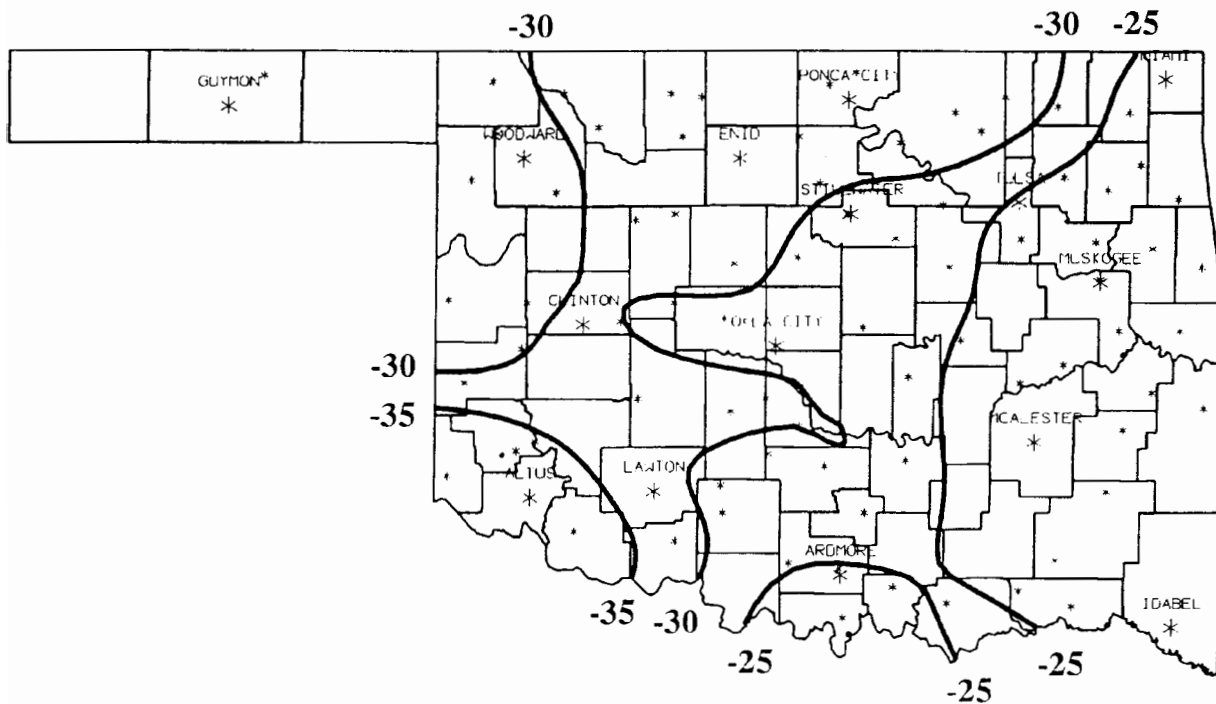 -30 -30 -25
GUYMON* PONCA*CITY MIAMI
WOODWARD ENID
STILLWATER TULSA
MUSKOGEE
CLINTON
OKLA CITY
-30
-35
MCALESTER
ALTUS LAWTON
ARDMORE
IDABEL
-35 -30
-25 -25
-25